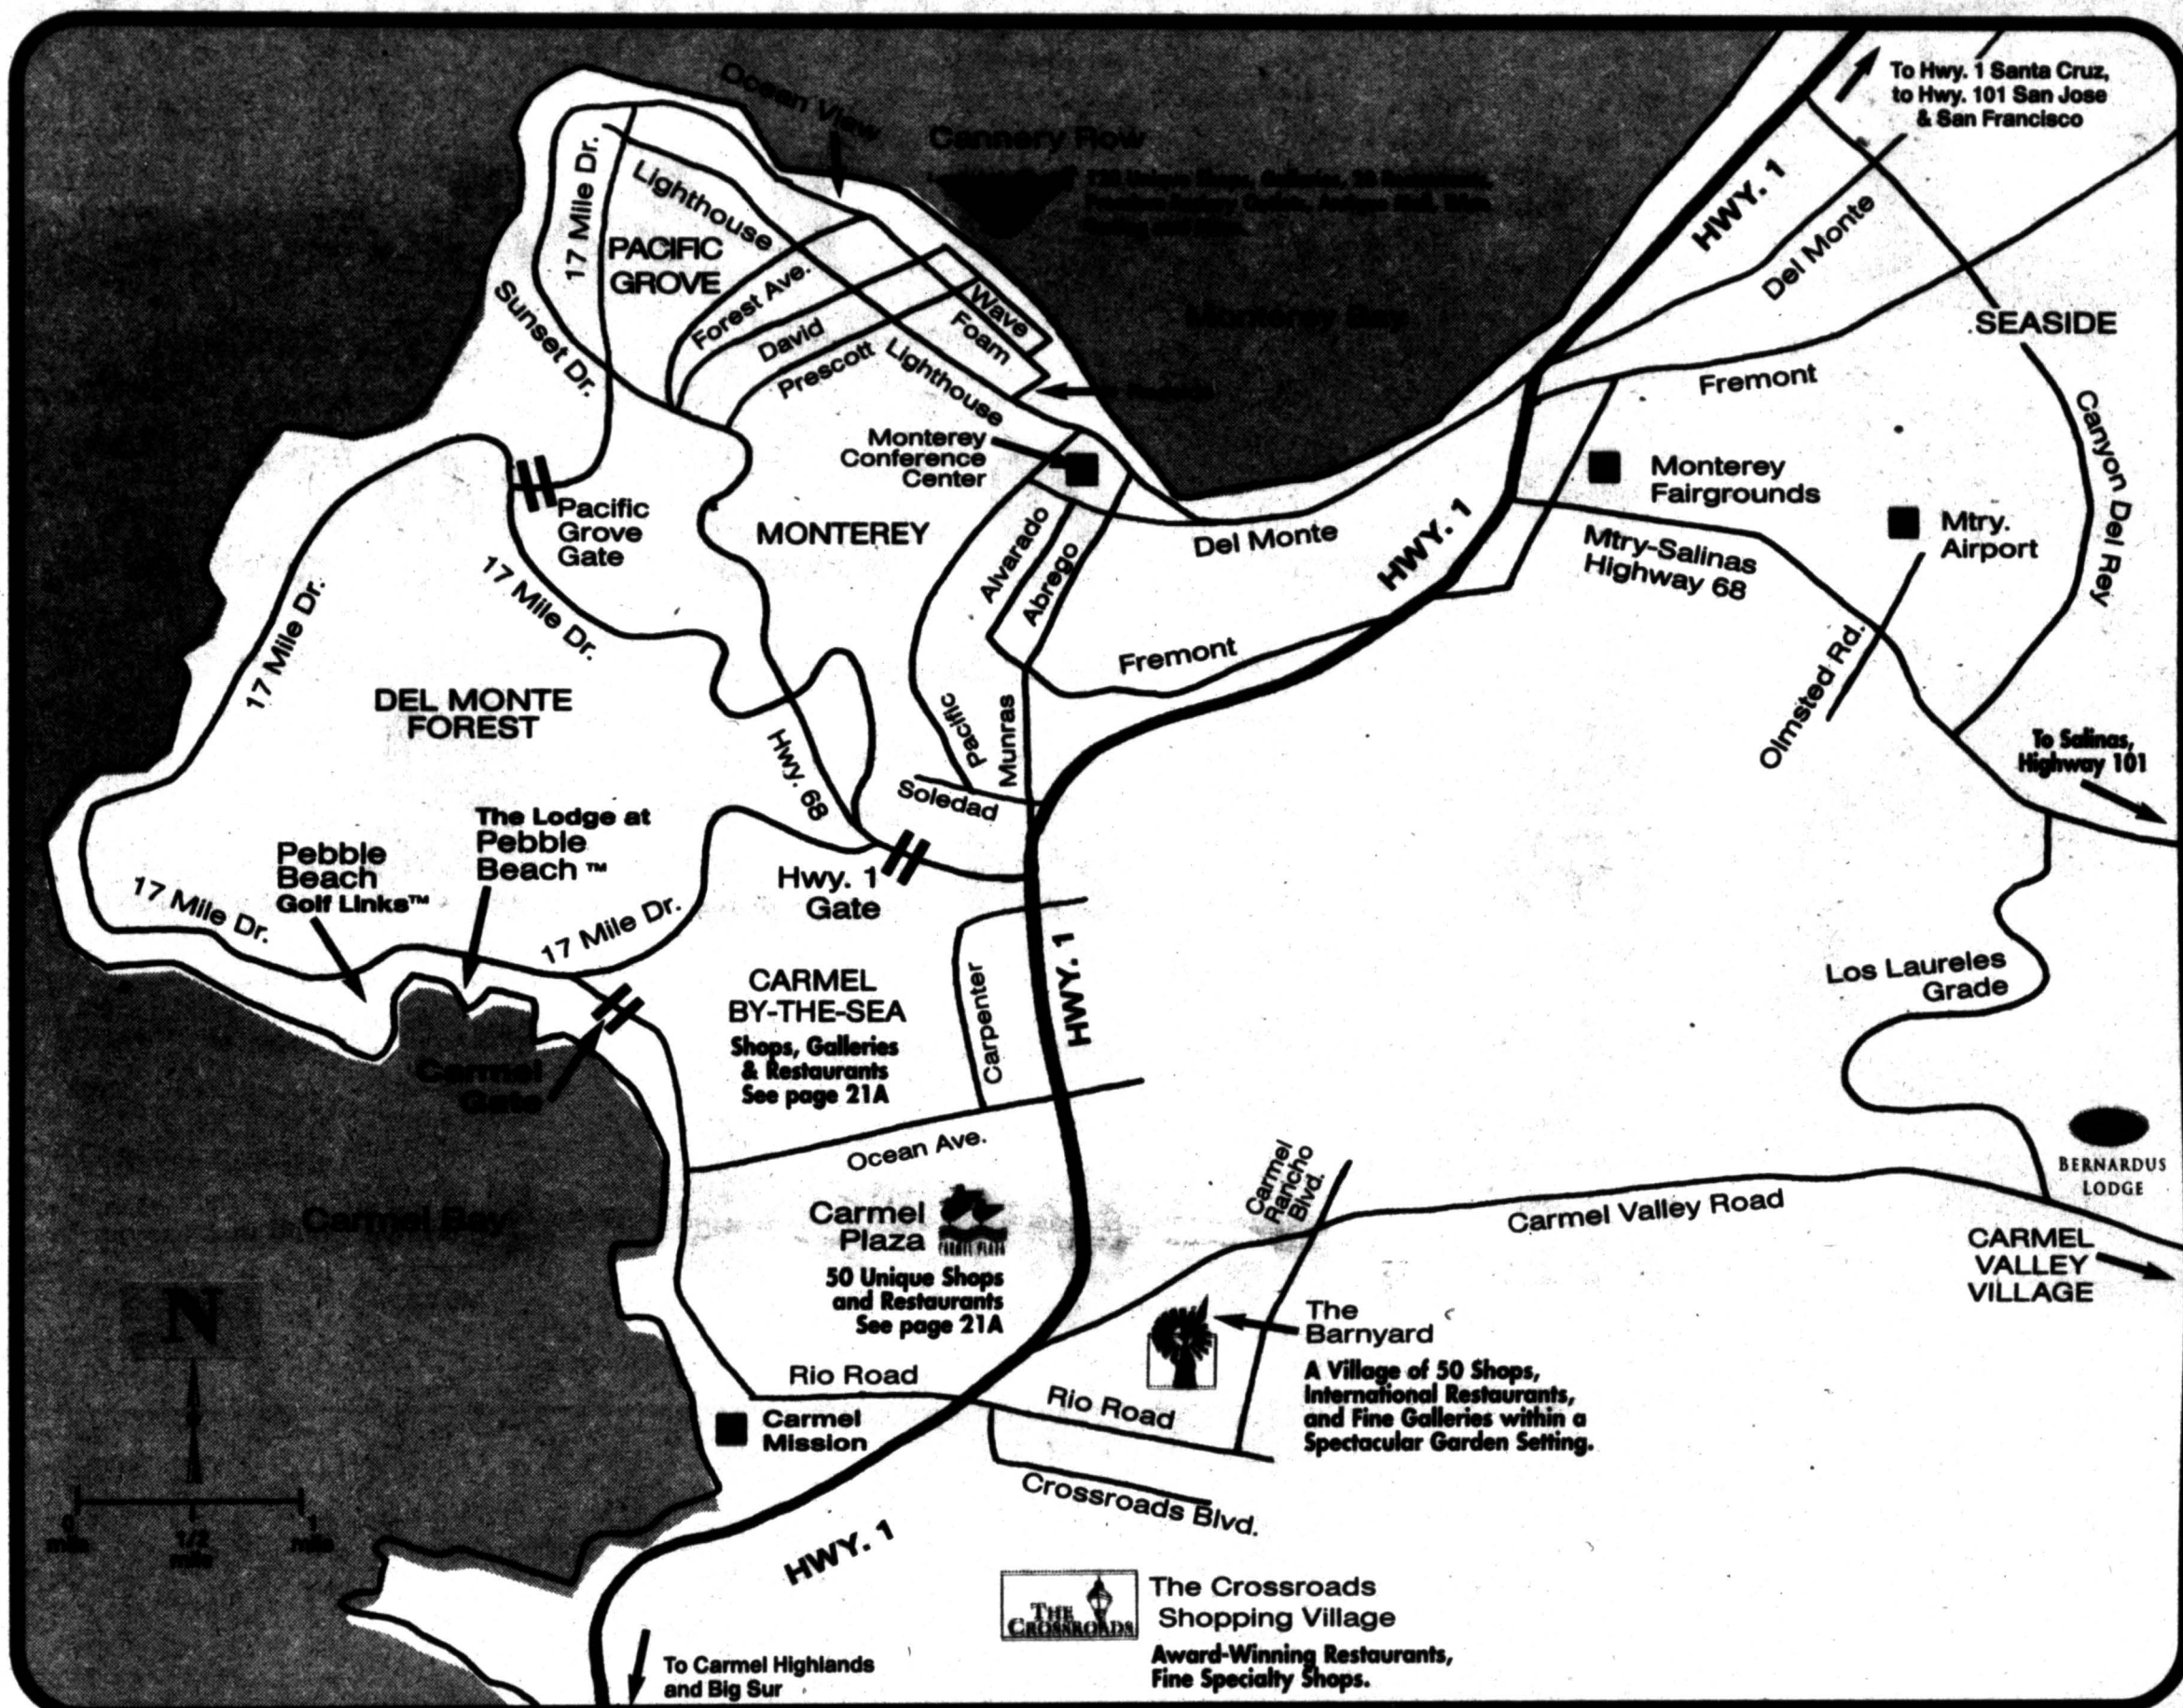 To Hwy. 1 Santa Cruz,
to Hwy. 101 San Jose
& San Francisco
Ocean View
Cannery Row
17 Mile Dr.
Lighthouse
PACIFIC
GROVE
HWY. 1
Del Monte
Forest Ave.
Sunset Dr.
David
Prescott
Lighthouse
Wave
Foam
Monterey Bay
SEASIDE
Fremont
Canyon Del Rey
Monterey
Conference
Center
Monterey
Fairgrounds
Mtry.
Airport
Pacific
Grove
Gate
MONTEREY
Alvarado
Abrego
Del Monte
HWY. 1
Mtry-Salinas
Highway 68
17 Mile Dr.
17 Mile Dr.
Fremont
Olmsted Rd.
DEL MONTE
FOREST
Pacific
Munras
Hwy. 68
Soledad
To Salinas,
Highway 101
The Lodge at
Pebble
Beach ™
Pebble
Beach
Golf Links™
17 Mile Dr.
17 Mile Dr.
Hwy. 1
Gate
CARMEL
BY-THE-SEA
Shops, Galleries
& Restaurants
See page 21A
Carpenter
HWY. 1
Los Laureles
Grade
Carmel
Gate
Ocean Ave.
Carmel
Rancho
Blvd.
BERNARDUS
LODGE
Carmel Bay
Carmel
Plaza
CARMEL PLAZA
50 Unique Shops
and Restaurants
See page 21A
Carmel Valley Road
CARMEL
VALLEY
VILLAGE
N
The
Barnyard
A Village of 50 Shops,
International Restaurants,
and Fine Galleries within a
Spectacular Garden Setting.
Rio Road
Rio Road
Carmel
Mission
Crossroads Blvd.
0
mile
1/2
mile
1
mile
HWY. 1
THE
CROSSROADS
The Crossroads
Shopping Village
Award-Winning Restaurants,
Fine Specialty Shops.
To Carmel Highlands
and Big Sur